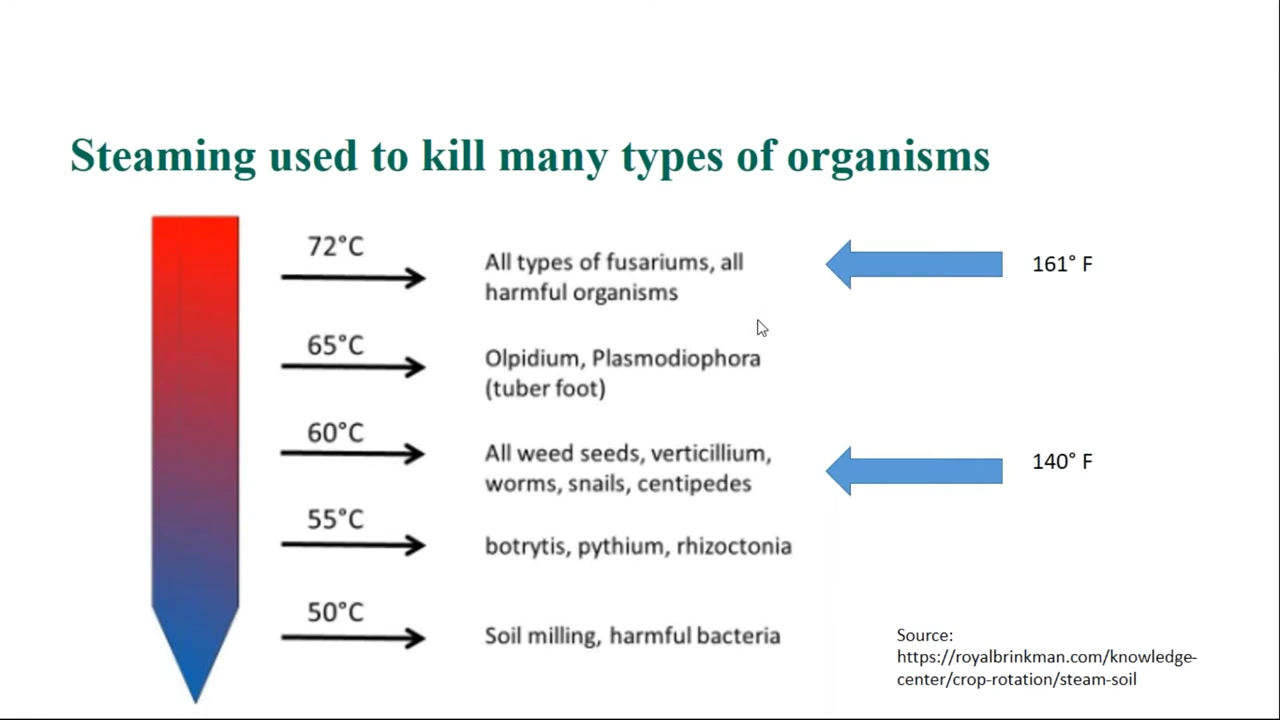 Steaming used to kill many types of organisms
72°C
All types of fusariums, all
harmful organisms
161° F
65°C
Olpidium, Plasmodiophora
(tuber foot)
60°C
All weed seeds, verticillium,
worms, snails, centipedes
140° F
55°C
botrytis, pythium, rhizoctonia
50°C
Soil milling, harmful bacteria
Source:
https://royalbrinkman.com/knowledge-
center/crop-rotation/steam-soil